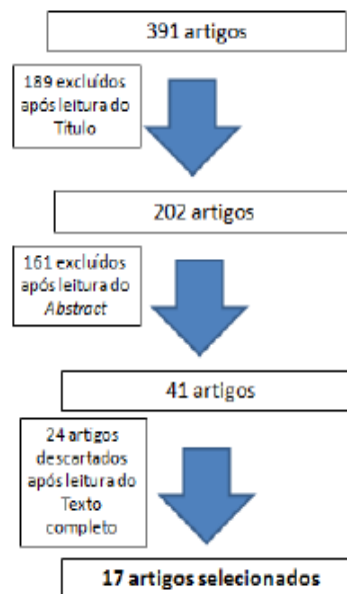 391 artigos
189 excluídos
após leitura do
Título
202 artigos
161 excluídos
após leitura do
Abstract
41 artigos
24 artigos
descartados
após leitura do
Texto
completo
17 artigos selecionados